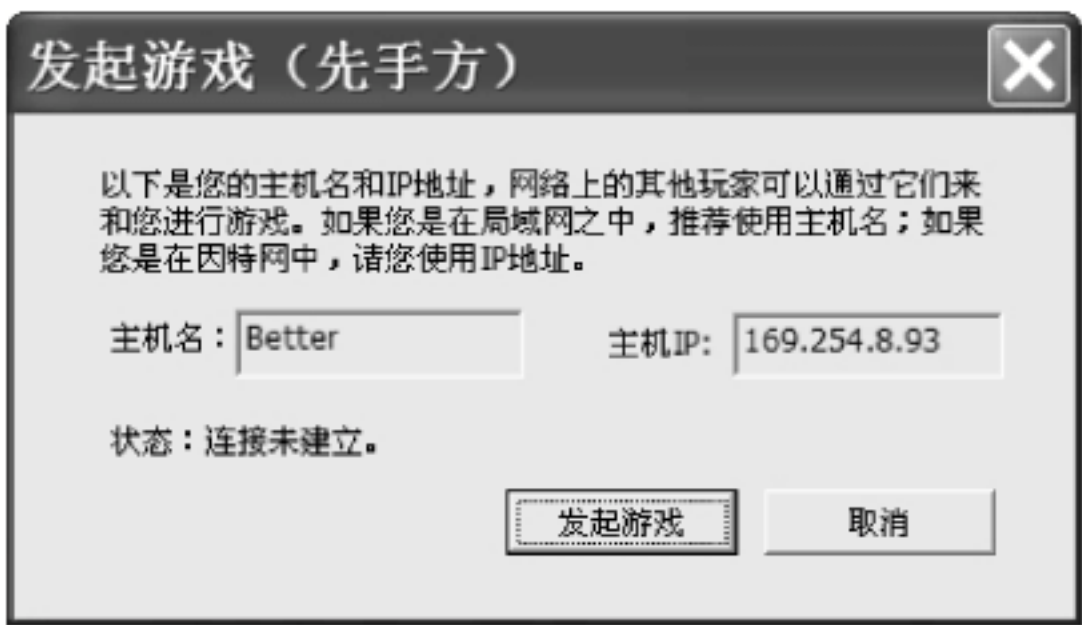 发起游戏（先手方）
以下是您的主机名和IP地址，网络上的其他玩家可以通过它们来
和您进行游戏。如果您是在局域网之中，推荐使用主机名；如果
您是在因特网中，请您使用IP地址。
主机名：Better 主机IP: 169.254.8.93
状态：连接未建立。
发起游戏 取消